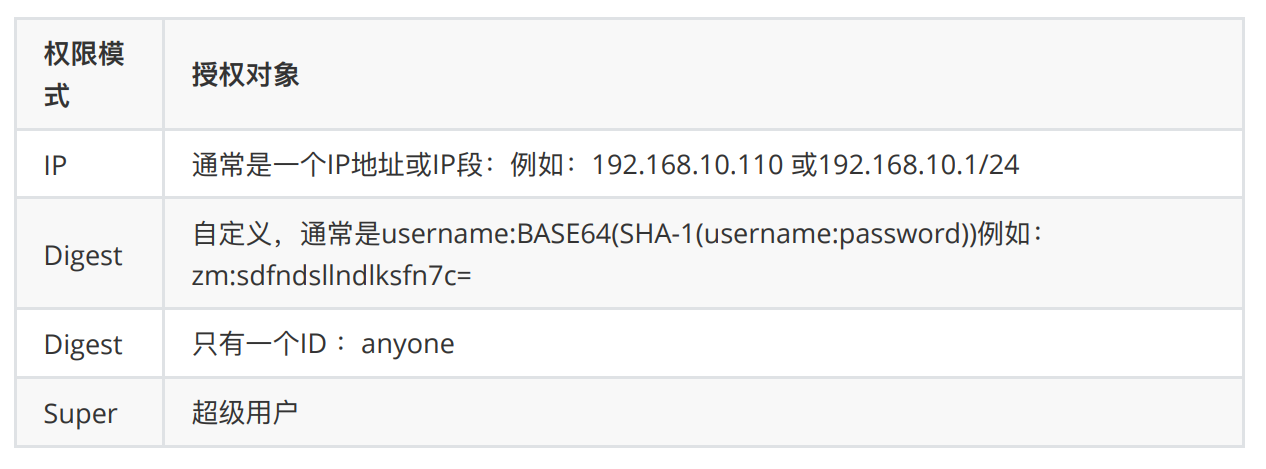 权限模
式
授权对象
IP
通常是一个IP地址或IP段：例如：192.168.10.110 或192.168.10.1/24
Digest
自定义，通常是username:BASE64(SHA-1(username:password))例如：
zm:sdfndsllndlksfn7c=
Digest
只有一个ID ：anyone
Super
超级用户